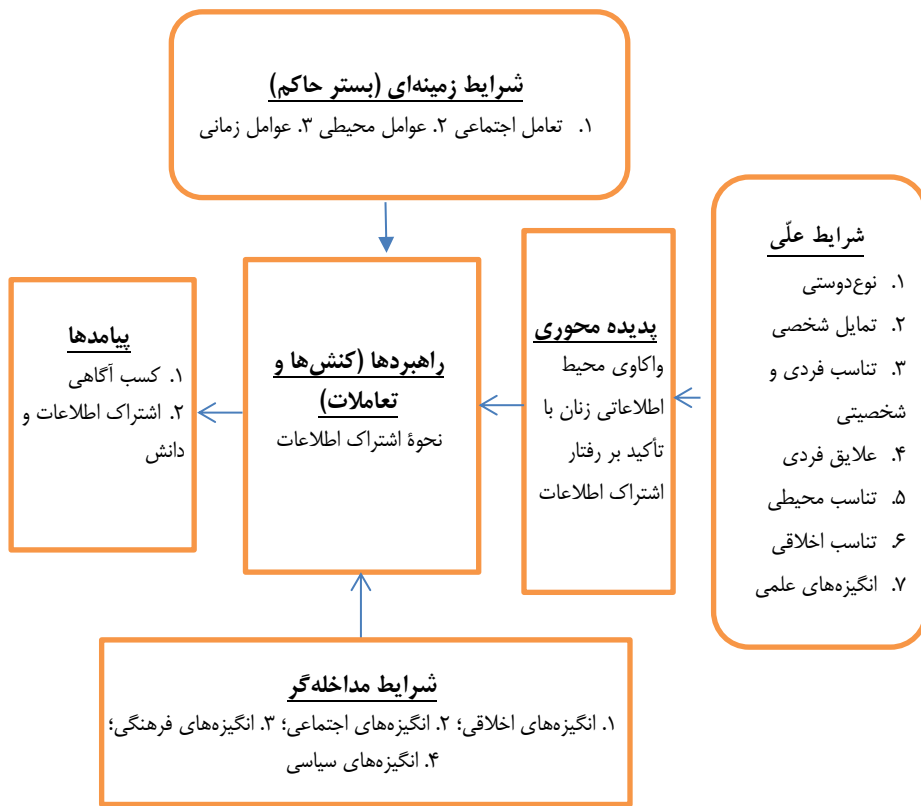 شرایط زمینه‌ای (بستر حاکم)
۱. تعامل اجتماعی ۲. عوامل محیطی ۳. عوامل زمانی
شرایط علّی
۱. نوع‌دوستی
۲. تمایل شخصی
۳. تناسب فردی و
شخصیتی
۴. علایق فردی
۵. تناسب محیطی
۶. تناسب اخلاقی
۷. انگیزه‌های علمی
پدیده محوری
واکاوی محیط
اطلاعاتی زنان با
تأکید بر رفتار
اشتراک اطلاعات
راهبردها (کنش‌ها و
تعاملات)
نحوۀ اشتراک اطلاعات
پیامدها
۱. کسب آگاهی
۲. اشتراک اطلاعات و
دانش
شرایط مداخله‌گر
۱. انگیزه‌های اخلاقی؛ ۲. انگیزه‌های اجتماعی؛ ۳. انگیزه‌های فرهنگی؛
۴. انگیزه‌های سیاسی